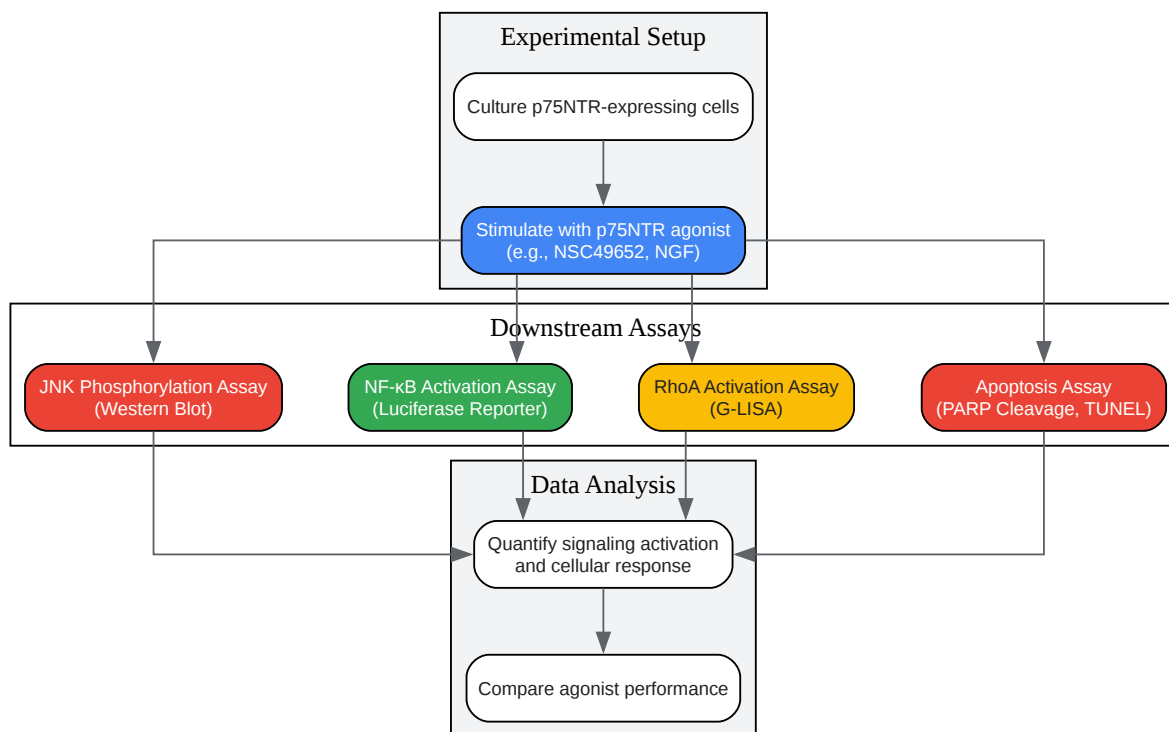 Experimental Setup
Culture p75NTR-expressing cells
Stimulate with p75NTR agonist
(e.g., NSC49652, NGF)
Downstream Assays
JNK Phosphorylation Assay
(Western Blot)
NF-κB Activation Assay
(Luciferase Reporter)
RhoA Activation Assay
(G-LISA)
Apoptosis Assay
(PARP Cleavage, TUNEL)
Data Analysis
Quantify signaling activation
and cellular response
Compare agonist performance